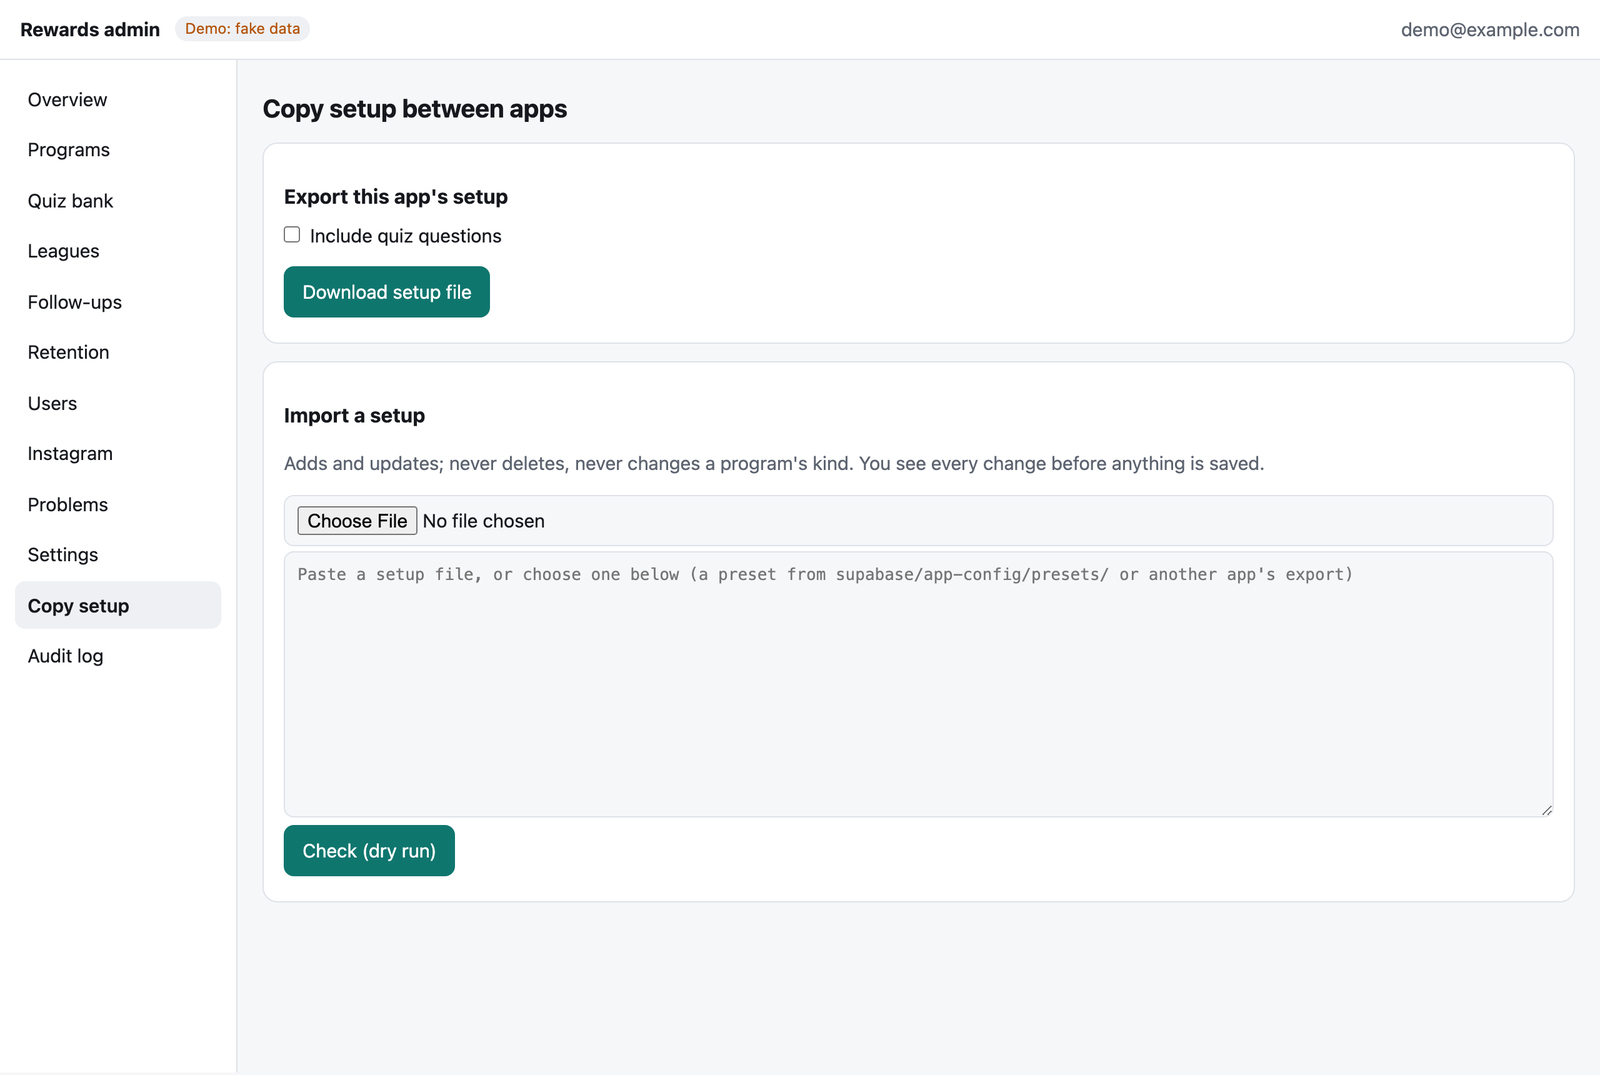 Rewards admin
Demo: fake data
demo@example.com
Overview
Programs
Quiz bank
Leagues
Follow-ups
Retention
Users
Instagram
Problems
Settings
Copy setup
Audit log
Copy setup between apps
Export this app's setup
Include quiz questions
Download setup file
Import a setup
Adds and updates; never deletes, never changes a program's kind. You see every change before anything is saved.
Choose File No file chosen
Paste a setup file, or choose one below (a preset from supabase/app-config/presets/ or another app's export)
Check (dry run)